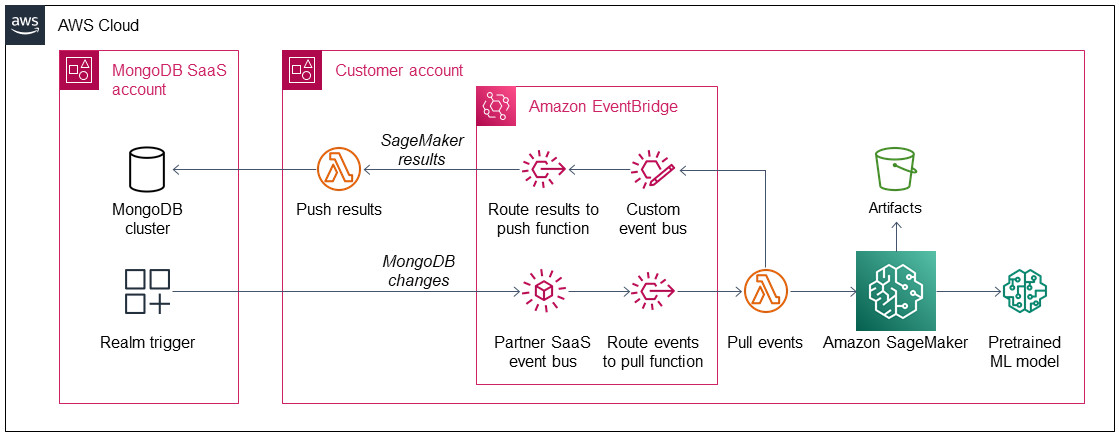 aws
AWS Cloud
MongoDB SaaS
account
Customer account
Amazon EventBridge
SageMaker
results
MongoDB
cluster
Push results
Route results to
push function
Custom
event bus
Artifacts
MongoDB
changes
Realm trigger
Partner SaaS
event bus
Route events
to pull function
Pull events
Amazon SageMaker
Pretrained
ML model